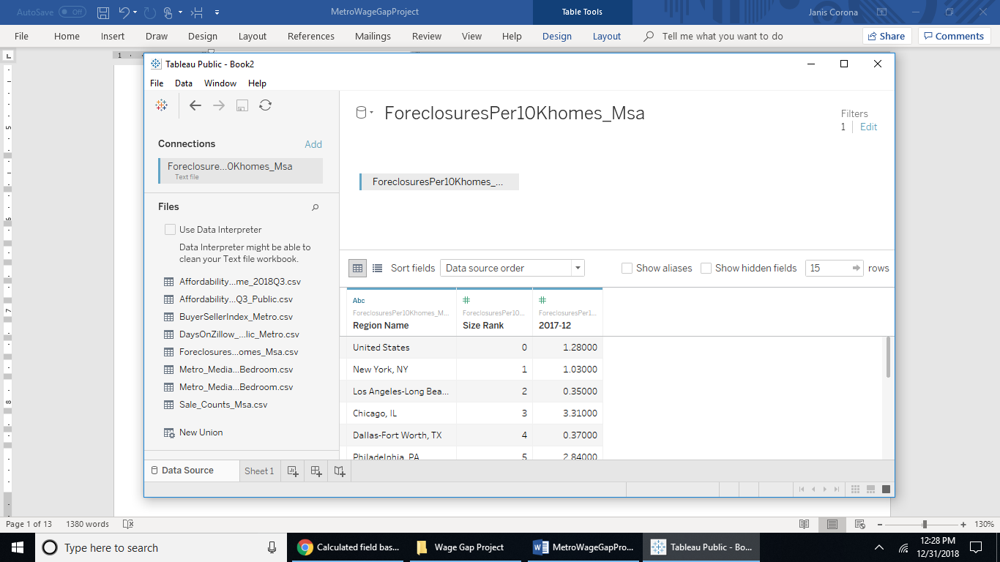 AutoSave Off MetroWageGapProject Table Tools Janis Corona
File Home Insert Draw Design Layout References Mailings Review View Help Design Layout Tell me what you want to do Share Comments
L 1
Tableau Public - Book2
File Data Window Help
ForeclosuresPer10Khomes_Msa
Filters
1 Edit
Connections Add
Foreclosure...0Khomes_Msa
Text file
ForeclosuresPer10Khomes_...
Files
Use Data Interpreter
Data Interpreter might be able to
clean your Text file workbook.
Affordability...me_2018Q3.csv
Affordability...Q3_Public.csv
BuyerSellerIndex_Metro.csv
DaysOnZillow_...lic_Metro.csv
Foreclosures...omes_Msa.csv
Metro_Media...Bedroom.csv
Metro_Media...Bedroom.csv
Sale_Counts_Msa.csv
New Union
Sort fields Data source order Show aliases Show hidden fields 15 rows
Abc # #
ForeclosuresPer10Khomes_M... ForeclosuresPer10... ForeclosuresPer1...
Region Name Size Rank 2017-12
United States 0 1.28000
New York, NY 1 1.03000
Los Angeles-Long Bea... 2 0.35000
Chicago, IL 3 3.31000
Dallas-Fort Worth, TX 4 0.37000
Philadelphia, PA 5 2.84000
Data Source Sheet 1
5
6
7
8
Page 1 of 13 1380 words 130%
Type here to search Calculated field bas... Wage Gap Project MetroWageGapPro... Tableau Public - Bo... 12:28 PM
12/31/2018